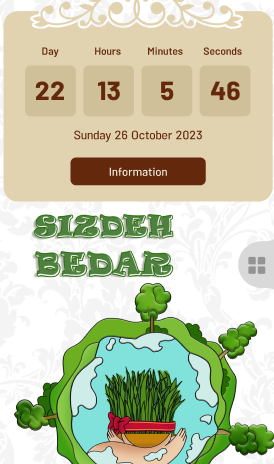 Day Hours Minutes Seconds
22 13 5 46
Sunday 26 October 2023
Information
SIZDEH
BEDAR